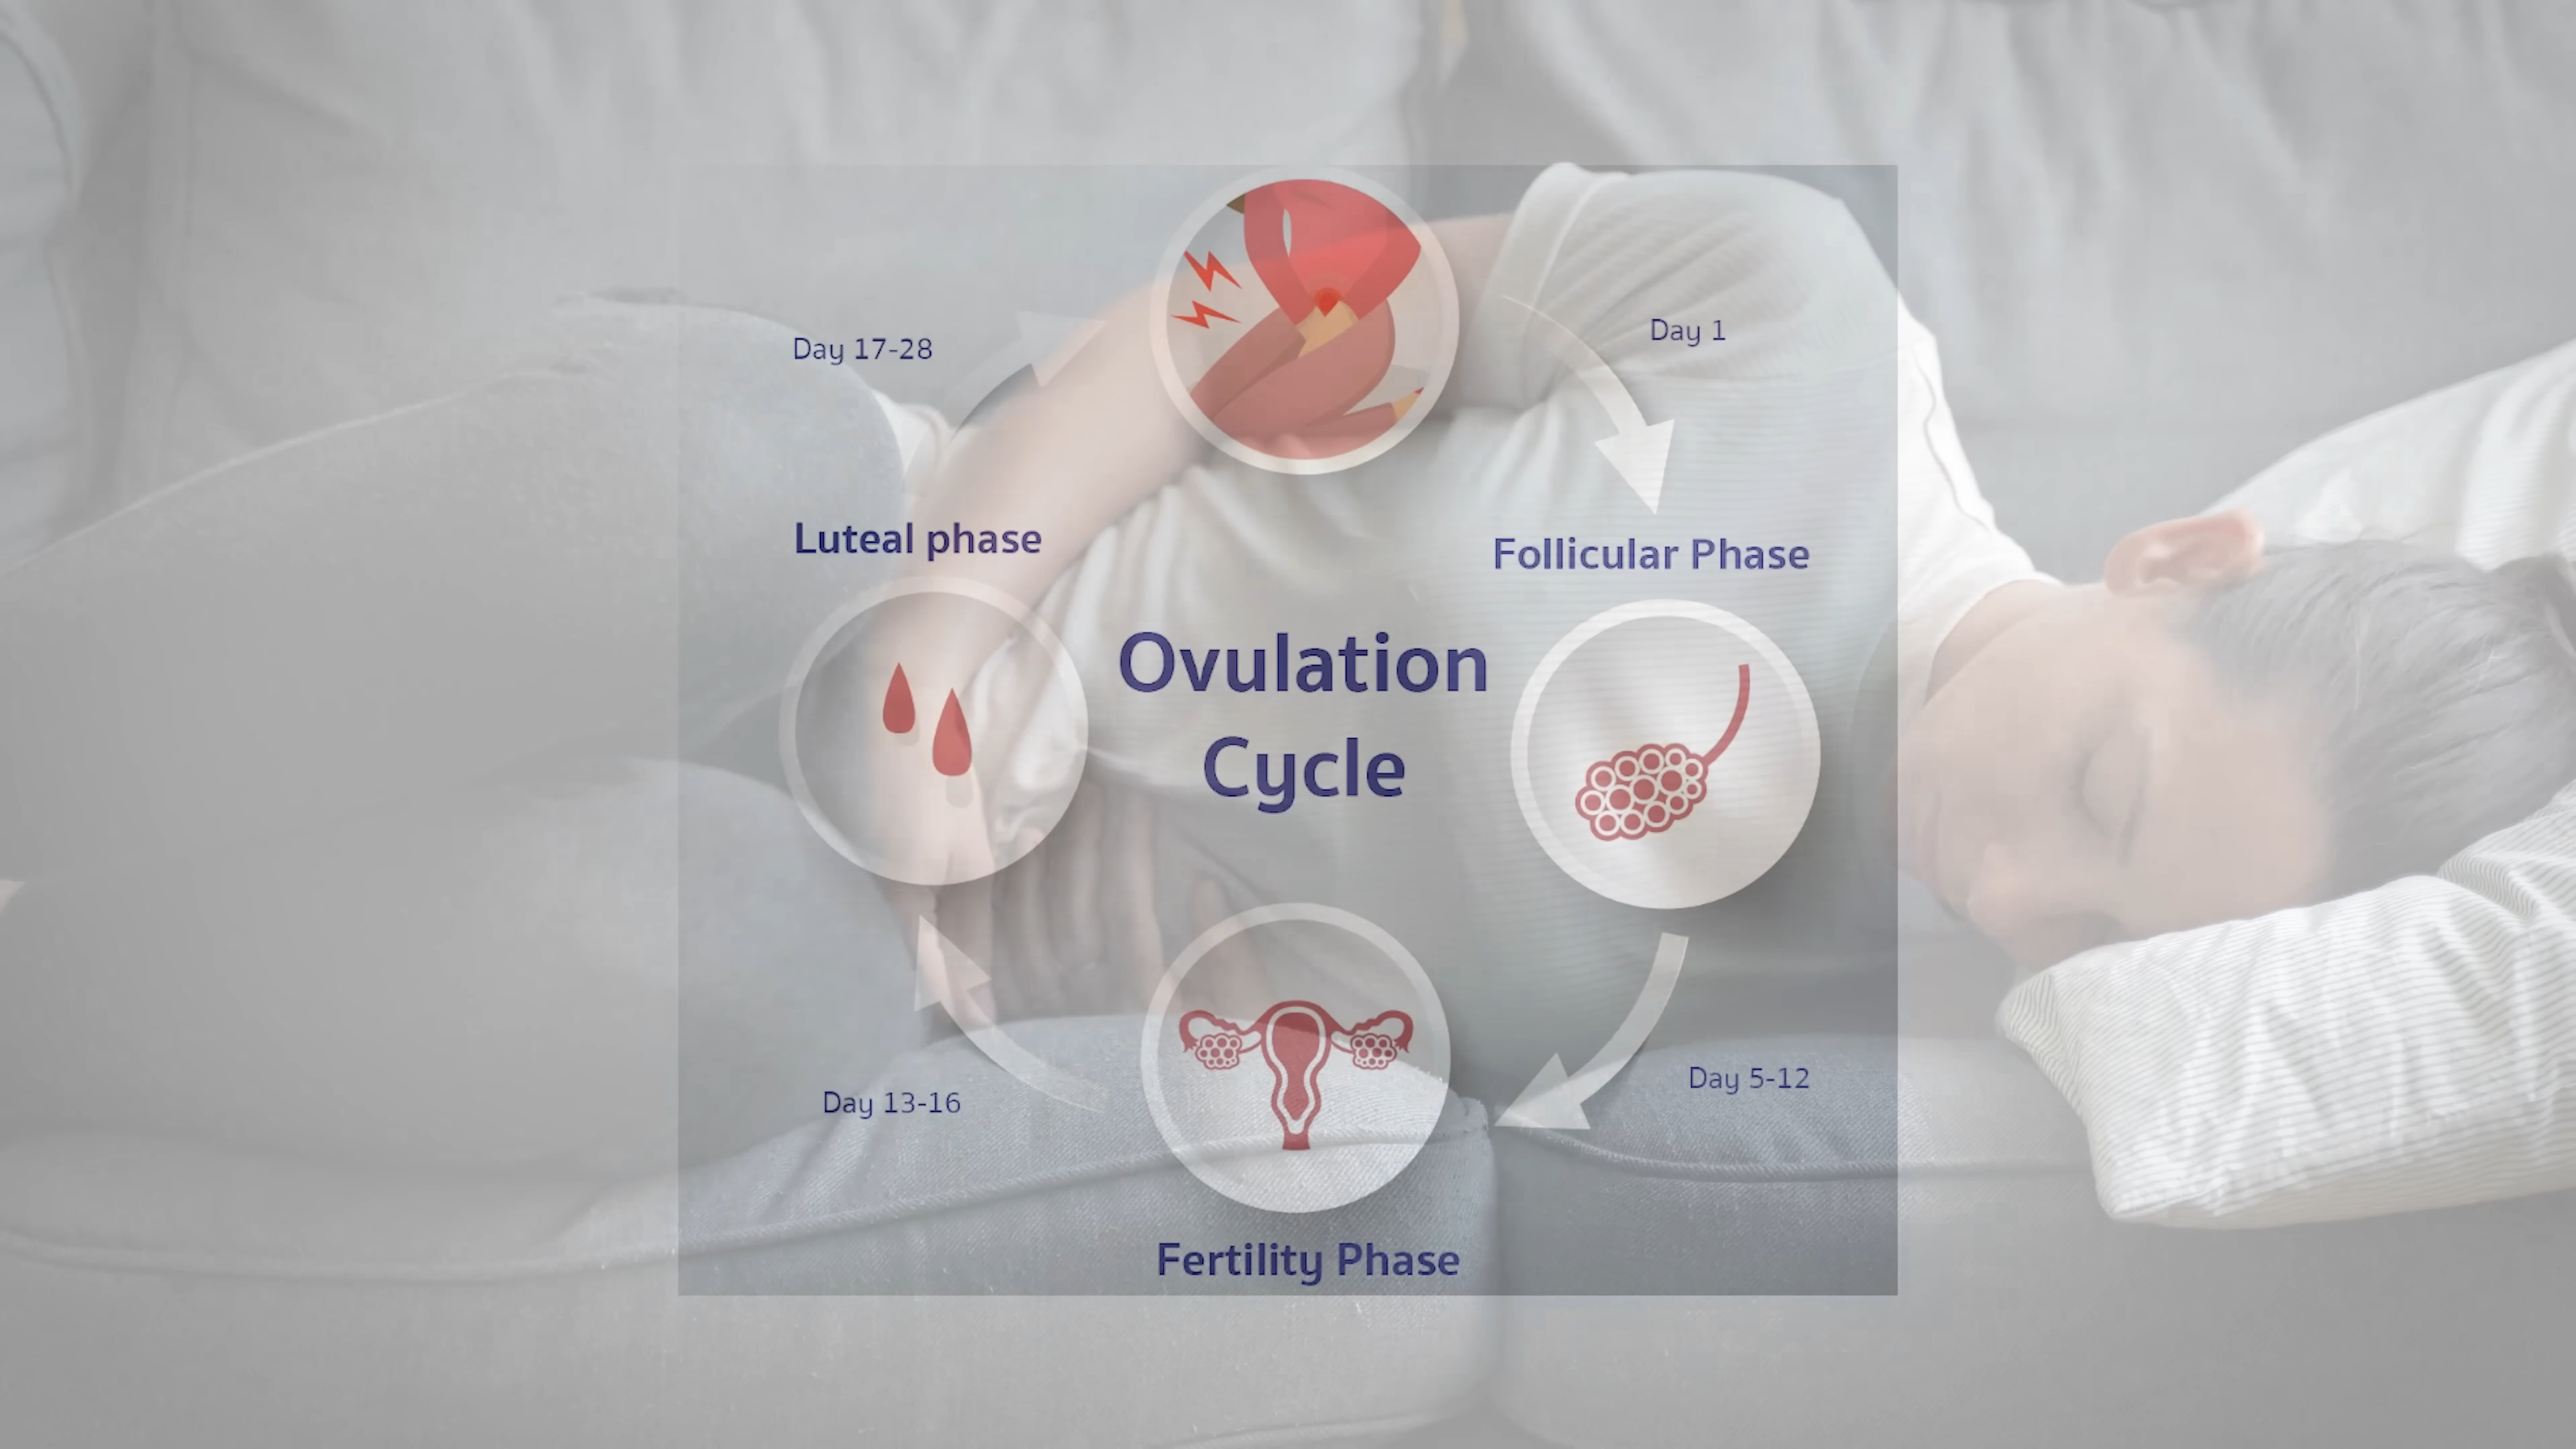 Day 17-28
Day 1
Luteal phase
Follicular Phase
Ovulation
Cycle
Day 13-16
Day 5-12
Fertility Phase